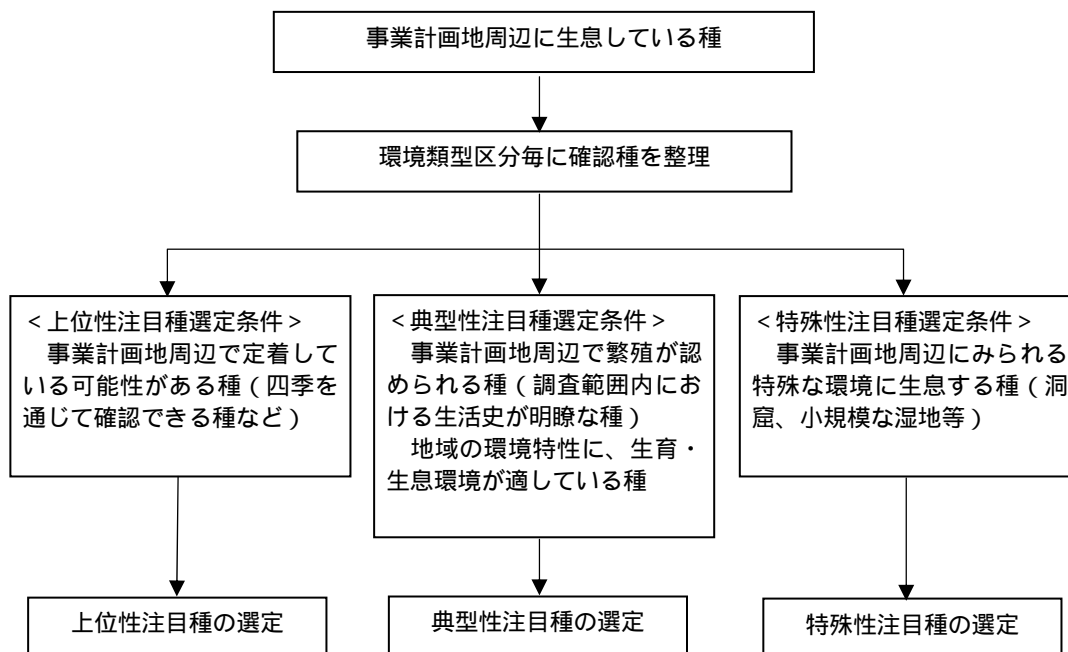 事業計画地周辺に生息している種
環境類型区分毎に確認種を整理
＜上位性注目種選定条件＞
事業計画地周辺で定着して
いる可能性がある種（四季を
通じて確認できる種など）
＜典型性注目種選定条件＞
事業計画地周辺で繁殖が認
められる種（調査範囲内にお
ける生活史が明瞭な種）
地域の環境特性に、生育・
生息環境が適している種
＜特殊性注目種選定条件＞
事業計画地周辺にみられる
特殊な環境に生息する種（洞
窟、小規模な湿地等）
上位性注目種の選定
典型性注目種の選定
特殊性注目種の選定